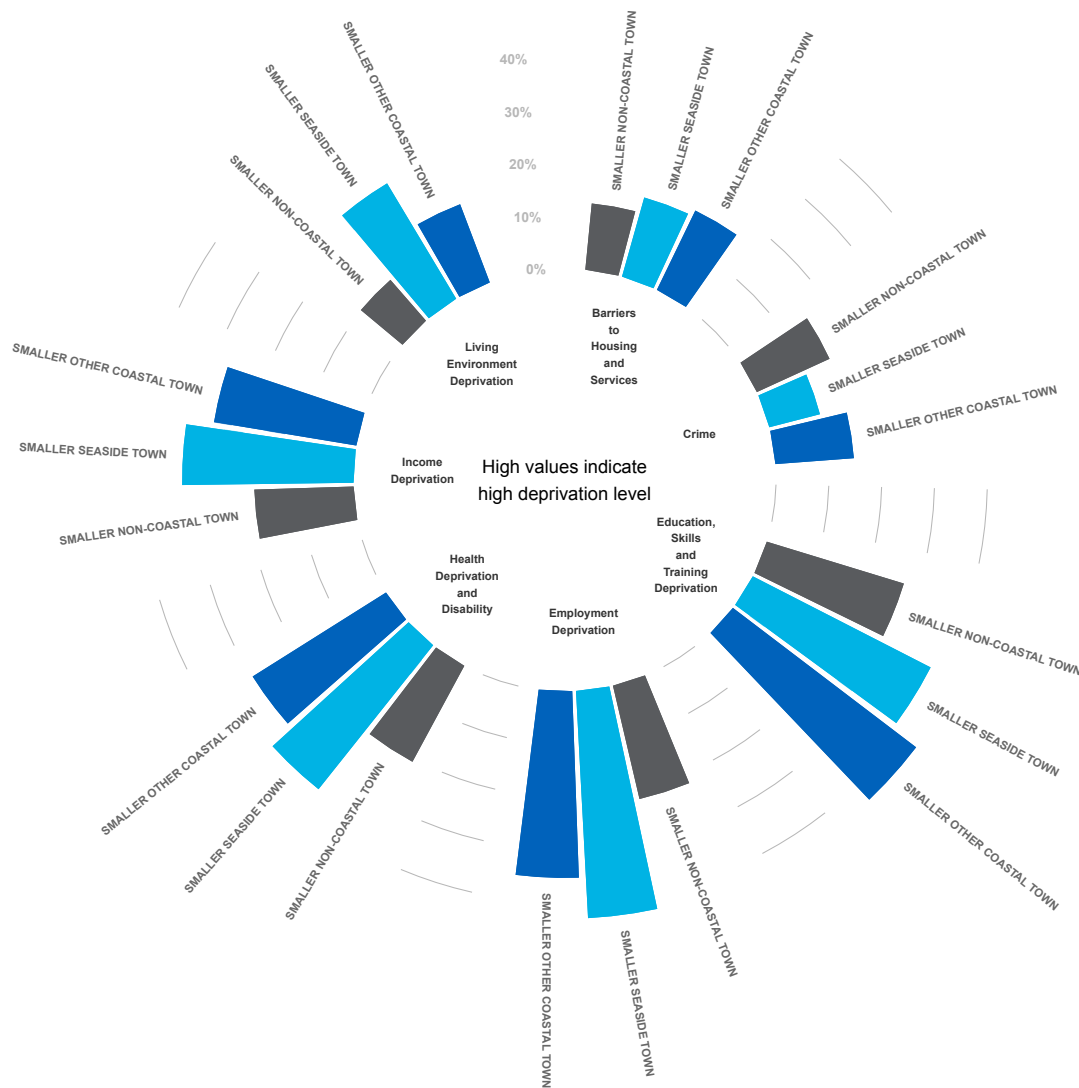 40%
30%
20%
10%
0%
SMALLER NON-COASTAL TOWN
SMALLER SEASIDE TOWN
SMALLER OTHER COASTAL TOWN
Barriers
to
Housing
and
Services
SMALLER NON-COASTAL TOWN
SMALLER SEASIDE TOWN
SMALLER OTHER COASTAL TOWN
Crime
SMALLER NON-COASTAL TOWN
SMALLER SEASIDE TOWN
SMALLER OTHER COASTAL TOWN
Education,
Skills
and
Training
Deprivation
SMALLER NON-COASTAL TOWN
SMALLER SEASIDE TOWN
SMALLER OTHER COASTAL TOWN
Employment
Deprivation
SMALLER NON-COASTAL TOWN
SMALLER SEASIDE TOWN
SMALLER OTHER COASTAL TOWN
Health
Deprivation
and
Disability
SMALLER NON-COASTAL TOWN
SMALLER SEASIDE TOWN
SMALLER OTHER COASTAL TOWN
Income
Deprivation
SMALLER NON-COASTAL TOWN
SMALLER SEASIDE TOWN
SMALLER OTHER COASTAL TOWN
Living
Environment
Deprivation
High values indicate
high deprivation level